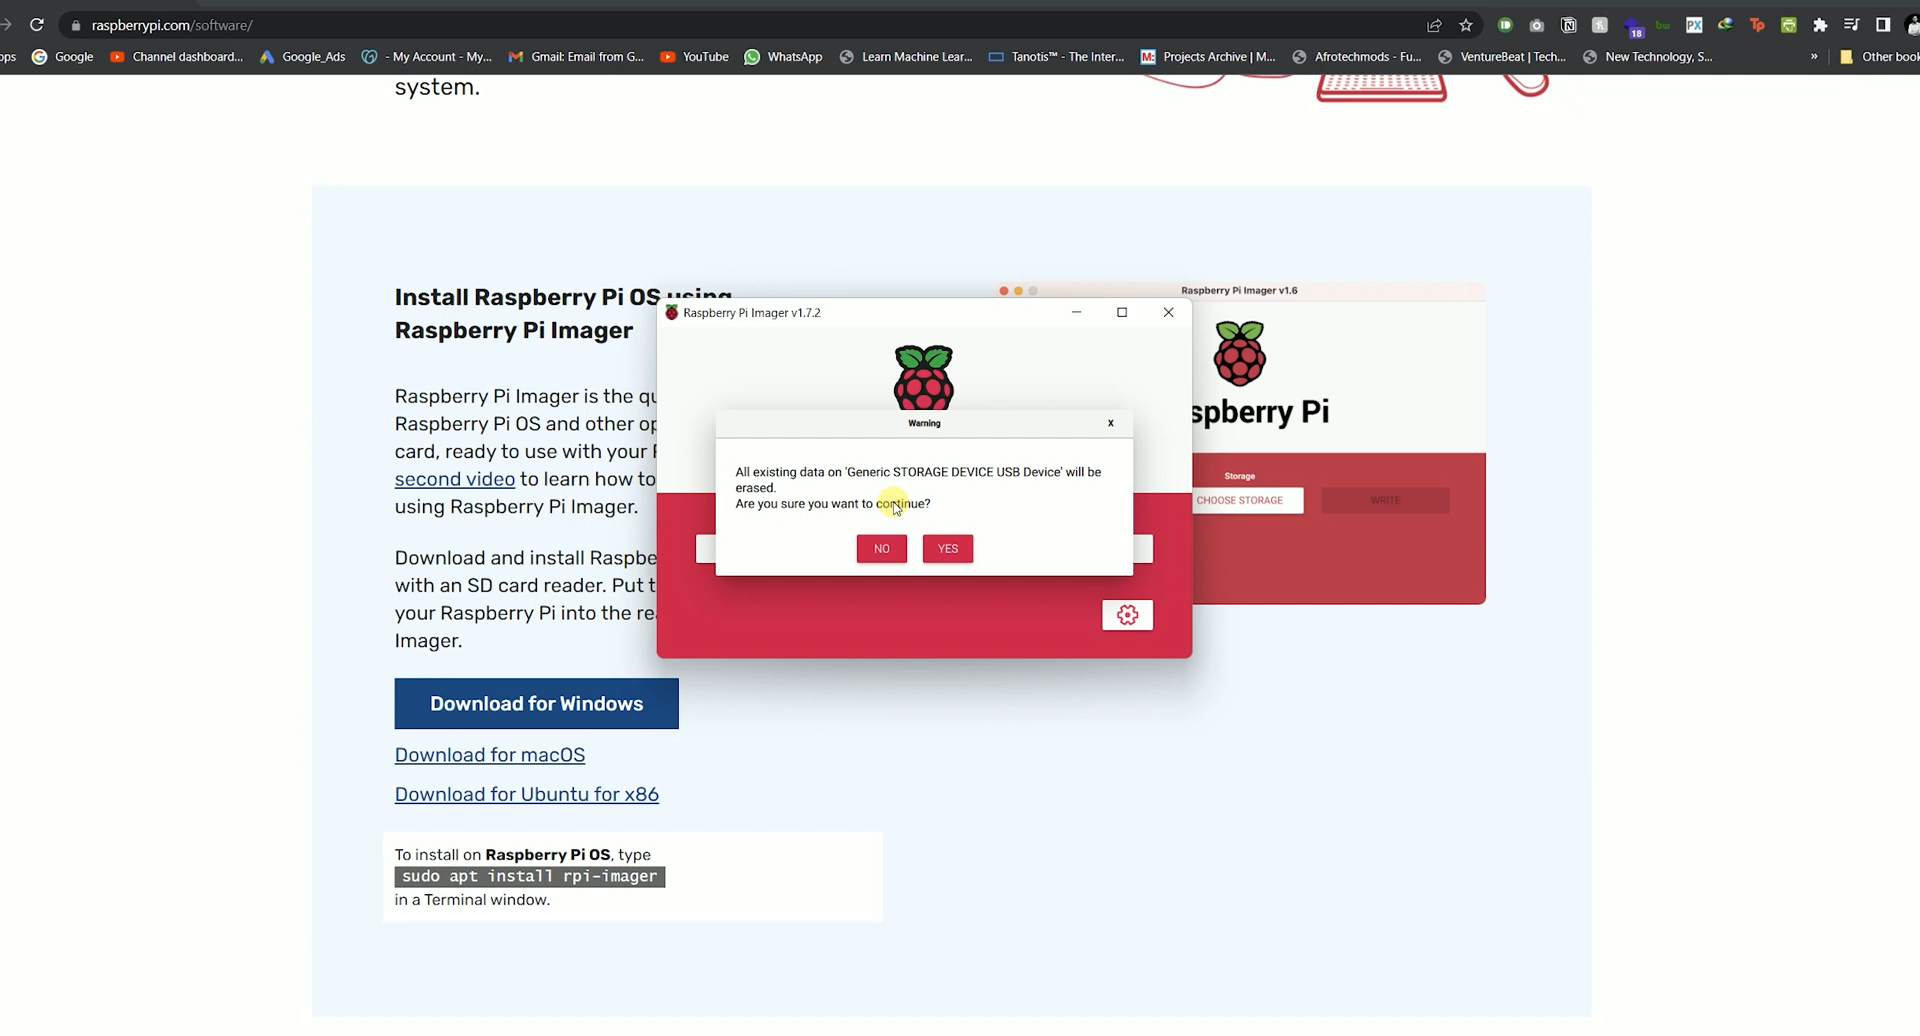 raspberrypi.com/software/
18
ops Google Channel dashboard... Google_Ads - My Account - My... Gmail: Email from G... YouTube WhatsApp Learn Machine Lear... Tanotis™ - The Inter... Projects Archive | M... Afrotechmods - Fu... VentureBeat | Tech... New Technology, S... » Other book
system.
Install Raspberry Pi OS using
Raspberry Pi Imager
Raspberry Pi Imager v1.6
Raspberry Pi Imager v1.7.2
Raspberry Pi Imager is the qu
Raspberry Pi OS and other op
card, ready to use with your
second video to learn how to
using Raspberry Pi Imager.
spberry Pi
Warning
x
All existing data on 'Generic STORAGE DEVICE USB Device' will be
erased.
Are you sure you want to continue?
NO YES
Storage
CHOOSE STORAGE WRITE
Download and install Raspbe
with an SD card reader. Put t
your Raspberry Pi into the re
Imager.
Download for Windows
Download for macOS
Download for Ubuntu for x86
To install on Raspberry Pi OS, type
sudo apt install rpi-imager
in a Terminal window.